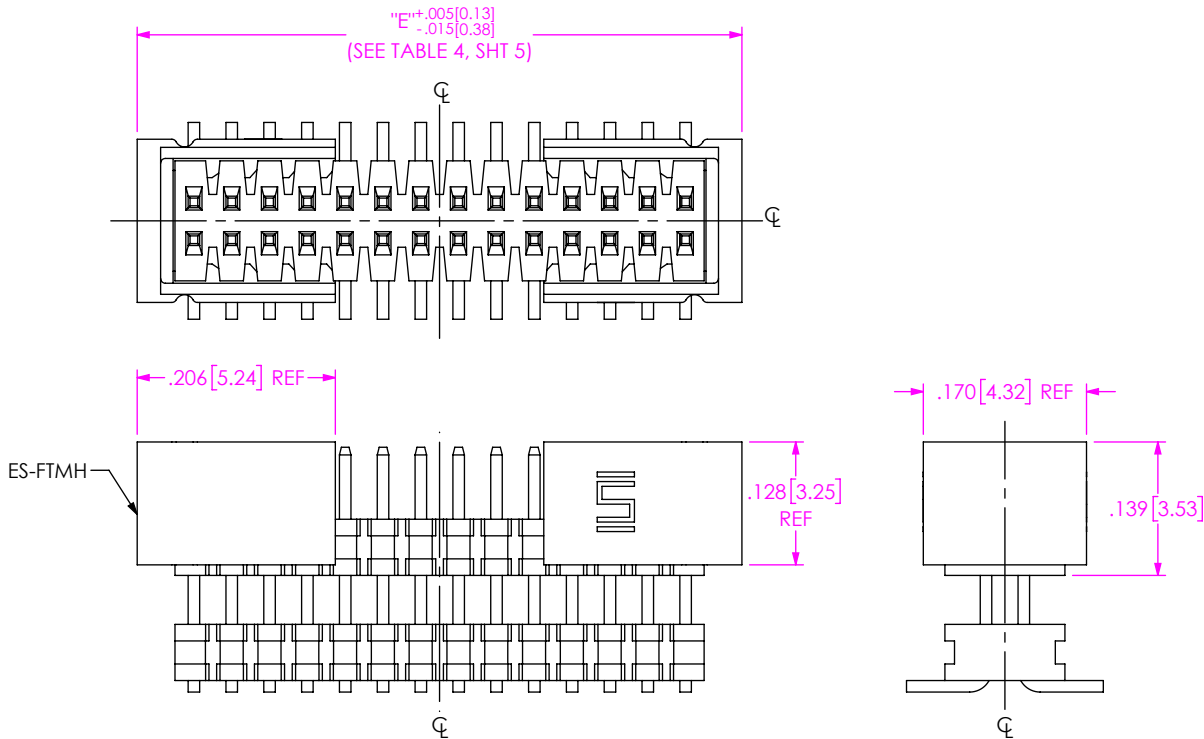 "E"+.005[0.13]
-.015[0.38]
(SEE TABLE 4, SHT 5)
℄
℄
.206[5.24] REF
.170[4.32] REF
ES-FTMH
.128[3.25]
REF
.139[3.53]
℄
℄